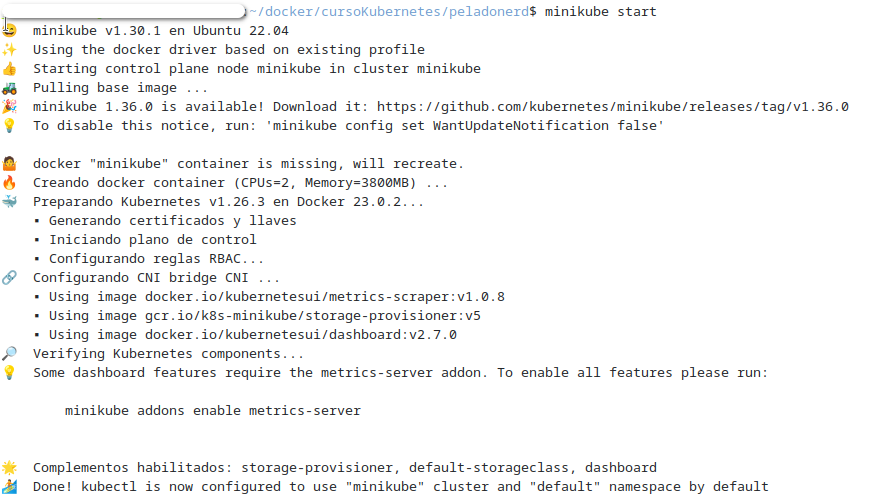 :~/docker/cursoKubernetes/peladonerd$ minikube start
😄 minikube v1.30.1 en Ubuntu 22.04
✨ Using the docker driver based on existing profile
👍 Starting control plane node minikube in cluster minikube
🚜 Pulling base image ...
🎉 minikube 1.36.0 is available! Download it: https://github.com/kubernetes/minikube/releases/tag/v1.36.0
💡 To disable this notice, run: 'minikube config set WantUpdateNotification false'
🤷 docker "minikube" container is missing, will recreate.
🔥 Creando docker container (CPUs=2, Memory=3800MB) ...
🐳 Preparando Kubernetes v1.26.3 en Docker 23.0.2...
▪ Generando certificados y llaves
▪ Iniciando plano de control
▪ Configurando reglas RBAC...
🔗 Configurando CNI bridge CNI ...
▪ Using image docker.io/kubernetesui/metrics-scraper:v1.0.8
▪ Using image gcr.io/k8s-minikube/storage-provisioner:v5
▪ Using image docker.io/kubernetesui/dashboard:v2.7.0
🔎 Verifying Kubernetes components...
💡 Some dashboard features require the metrics-server addon. To enable all features please run:
minikube addons enable metrics-server
🌟 Complementos habilitados: storage-provisioner, default-storageclass, dashboard
🏄 Done! kubectl is now configured to use "minikube" cluster and "default" namespace by default